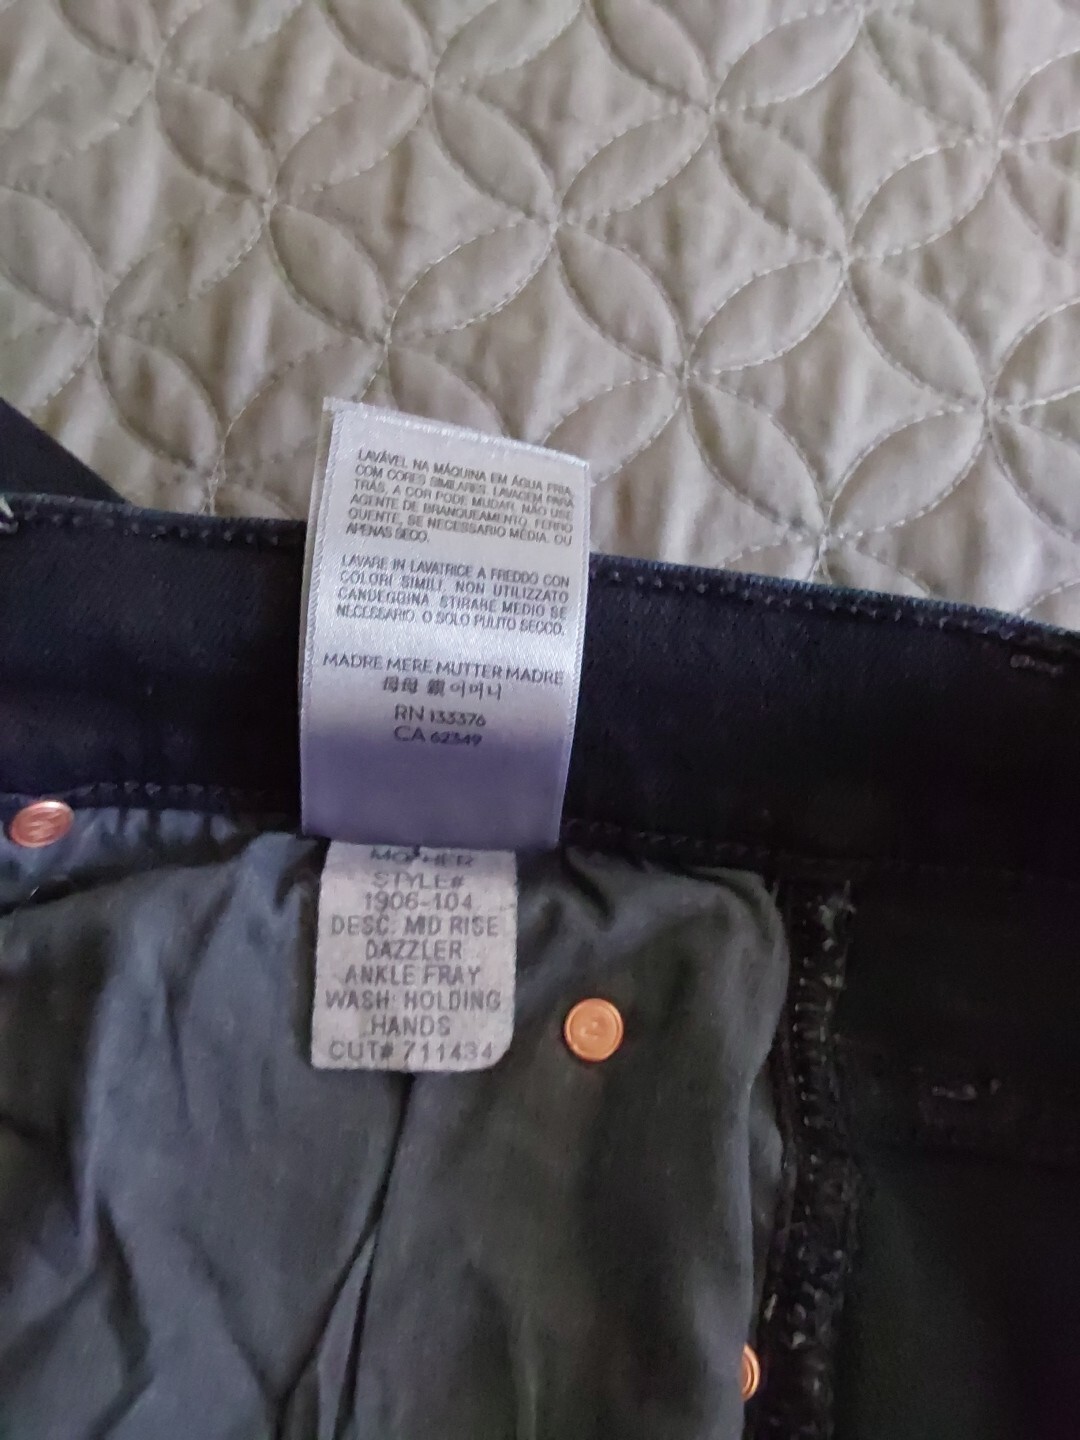 LAVÁVEL NA MÁQUINA EM ÁGUA FRIA
COM CORES SIMILARES. LAVAGEM PARA
TRÁS. A COR PODE MUDAR. NÃO USE
AGENTE DE BRANQUEAMENTO. FERRO
QUENTE, SE NECESSARIO MÉDIA. OU
APENAS SECO.
LAVARE IN LAVATRICE A FREDDO CON
COLORI SIMILI. NON UTILIZZATO
CANDEGGINA. STIRARE MEDIO SE
NECESSARIO. O SOLO PULITO SECCO.
MADRE MERE MUTTER MADRE
母母 親 어머니
RN 133376
CA 62349
MOTHER
STYLE#
1906-104
DESC: MID RISE
DAZZLER
ANKLE FRAY
WASH: HOLDING
HANDS
CUT# 711434